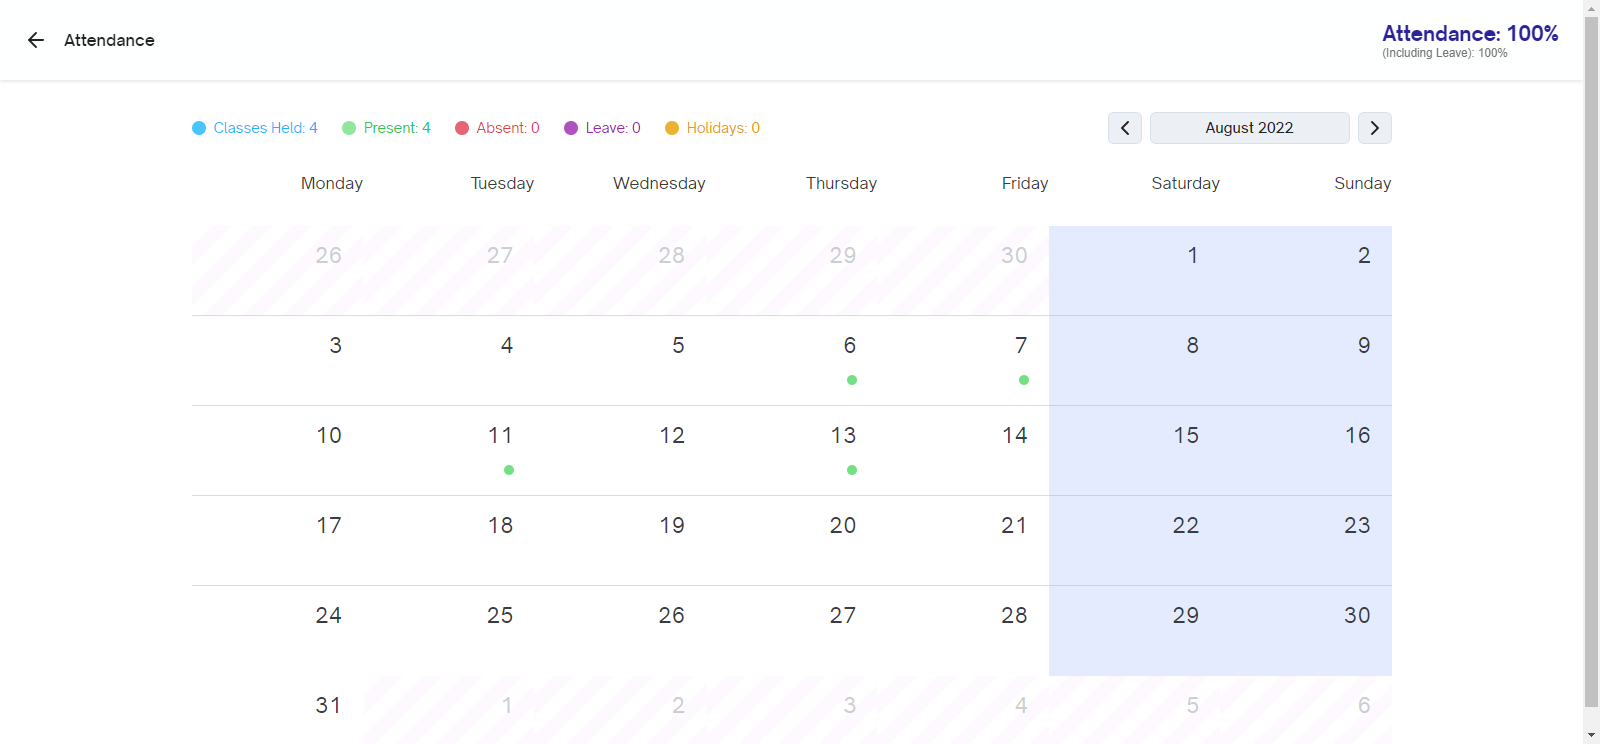 Attendance
Attendance: 100%
(Including Leave): 100%
Classes Held: 4 Present: 4 Absent: 0 Leave: 0 Holidays: 0
August 2022
Monday Tuesday Wednesday Thursday Friday Saturday Sunday
26 27 28 29 30 1 2
3 4 5 6 7 8 9
10 11 12 13 14 15 16
17 18 19 20 21 22 23
24 25 26 27 28 29 30
31 1 2 3 4 5 6